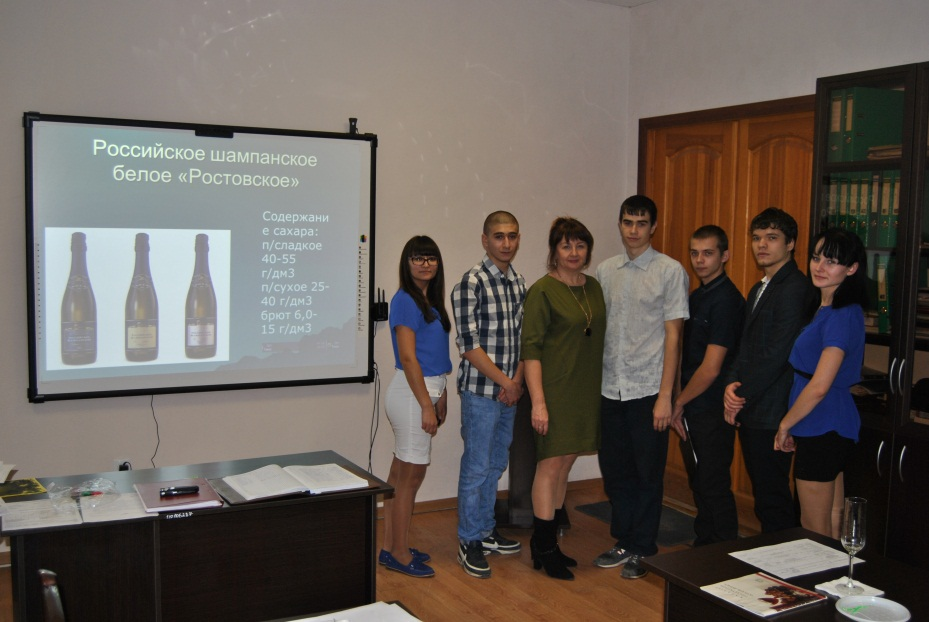 Российское шампанское
белое «Ростовское»
Содержани
е сахара:
п/сладкое
40-55
г/дм3
п/сухое 25-
40 г/дм3
брют 6,0-
15 г/дм3